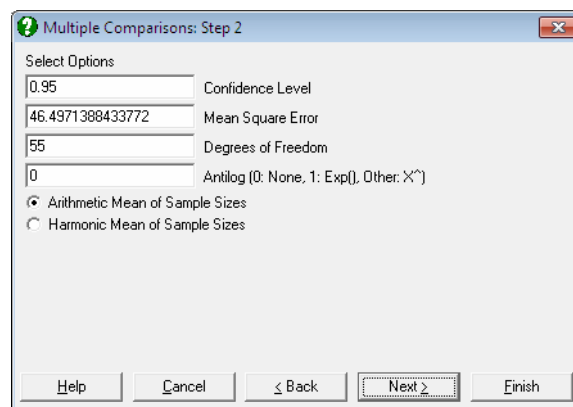 Multiple Comparisons: Step 2
Select Options
0.95 Confidence Level
46.4971388433772 Mean Square Error
55 Degrees of Freedom
0 Antilog (0: None, 1: Exp(), Other: X^)
Arithmetic Mean of Sample Sizes
Harmonic Mean of Sample Sizes
Help Cancel < Back Next > Finish